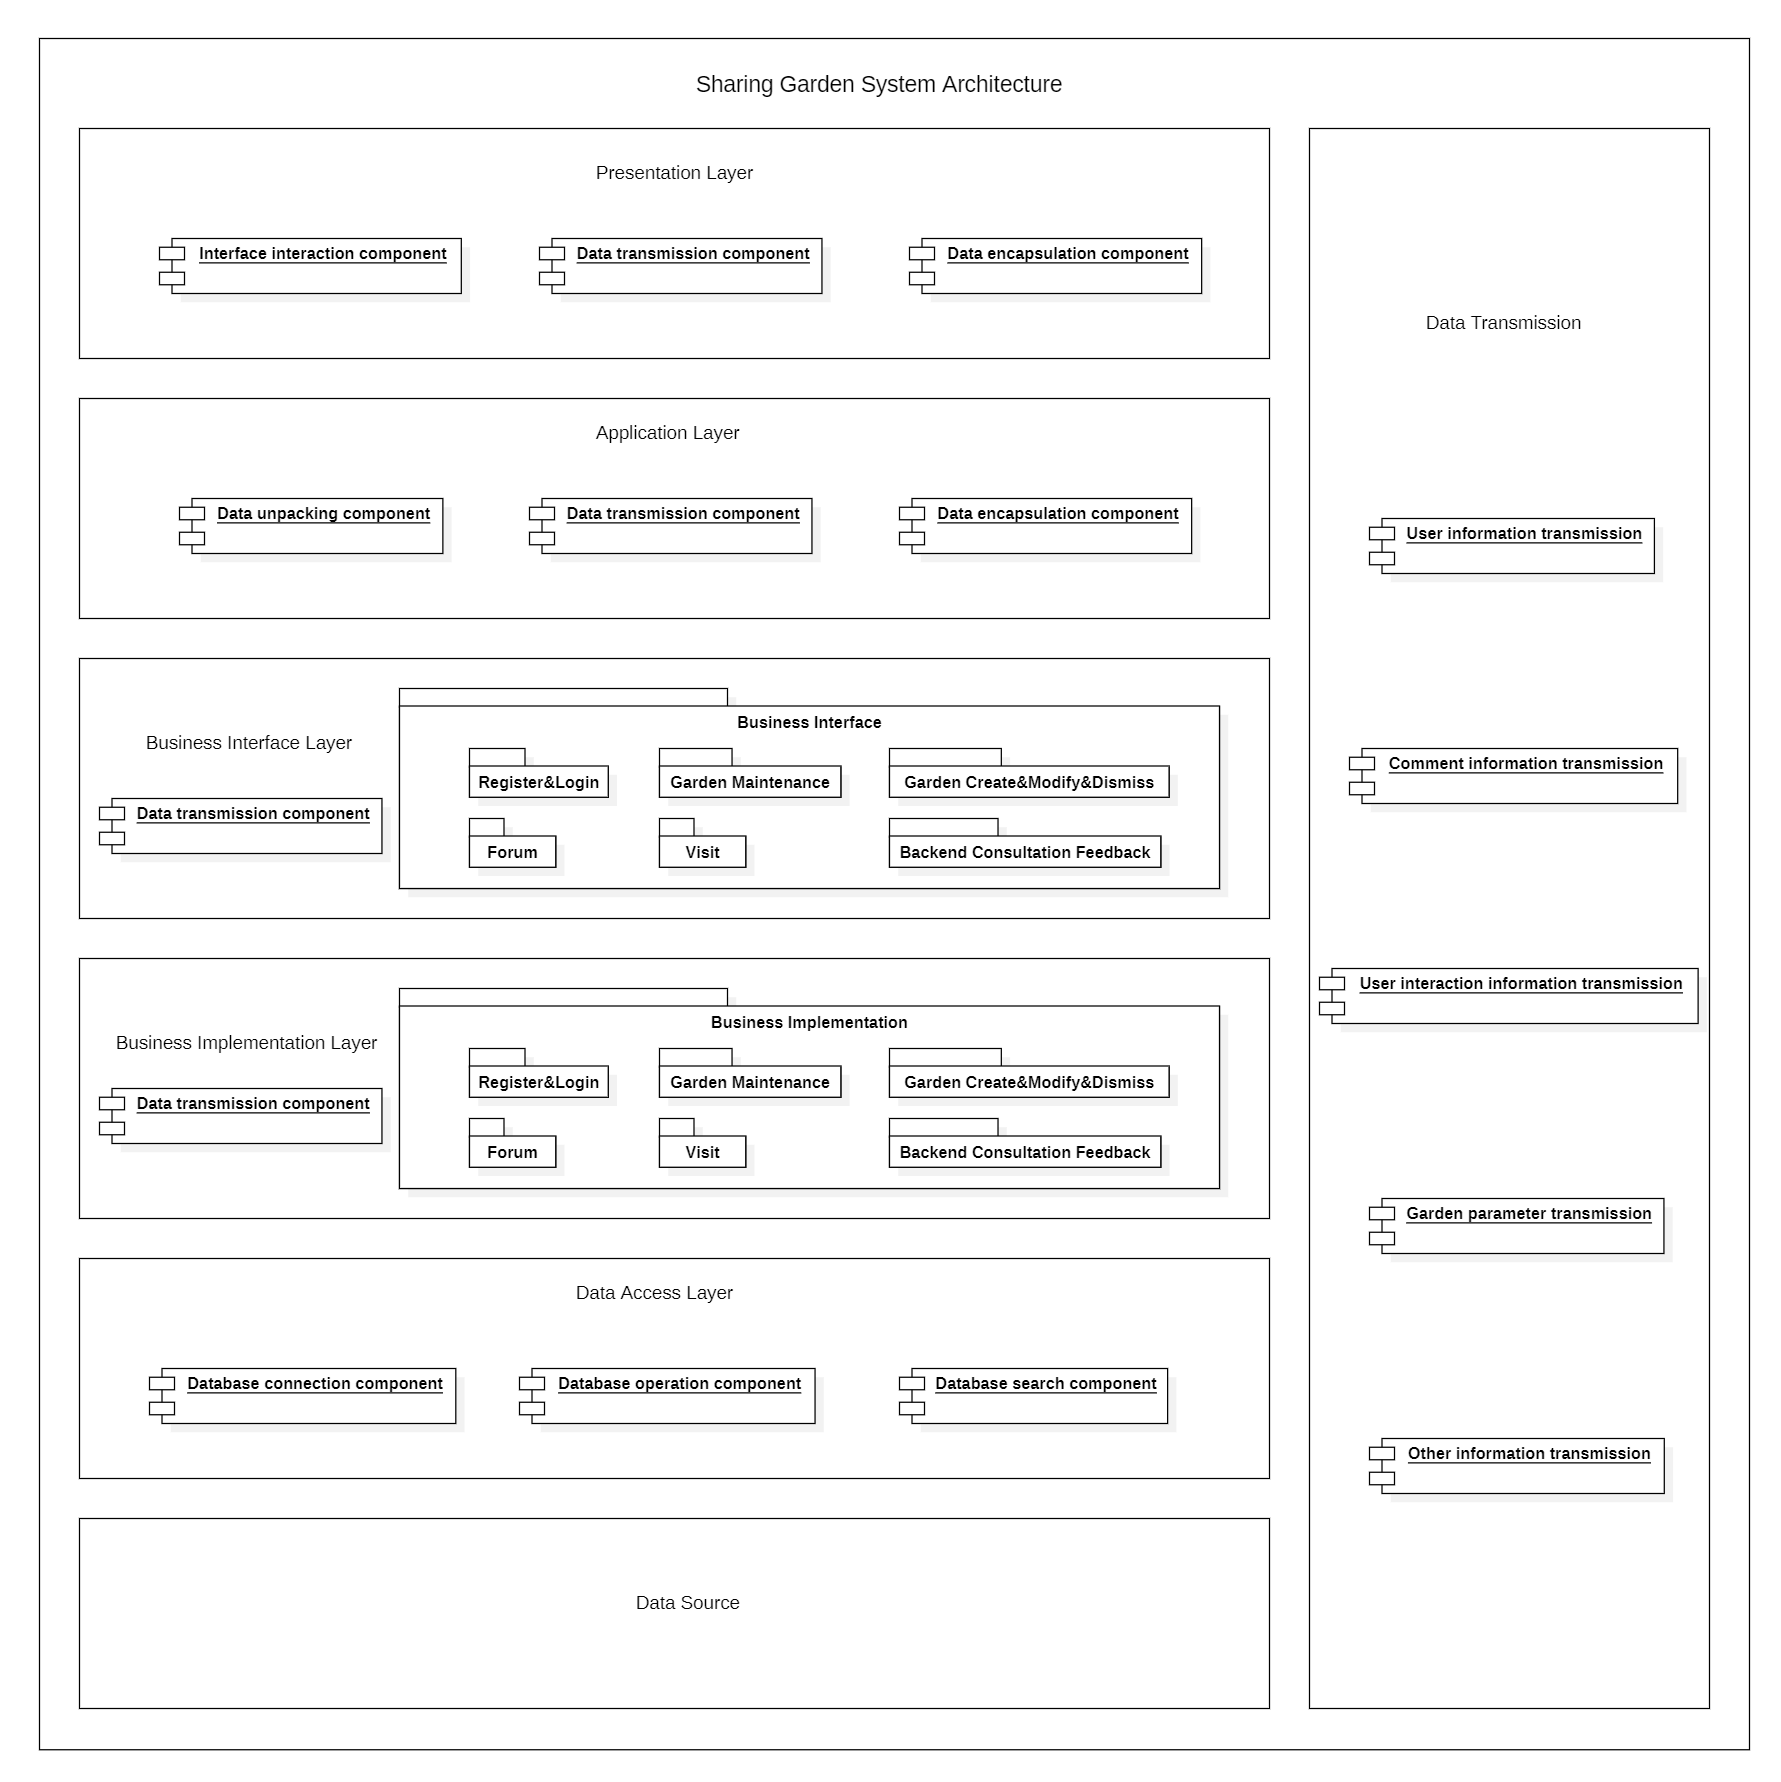 Sharing Garden System Architecture
Presentation Layer
Interface interaction component
Data transmission component
Data encapsulation component
Application Layer
Data unpacking component
Data transmission component
Data encapsulation component
Business Interface Layer
Data transmission component
Business Interface
Register&Login
Garden Maintenance
Garden Create&Modify&Dismiss
Forum
Visit
Backend Consultation Feedback
Business Implementation Layer
Data transmission component
Business Implementation
Register&Login
Garden Maintenance
Garden Create&Modify&Dismiss
Forum
Visit
Backend Consultation Feedback
Data Access Layer
Database connection component
Database operation component
Database search component
Data Source
Data Transmission
User information transmission
Comment information transmission
User interaction information transmission
Garden parameter transmission
Other information transmission